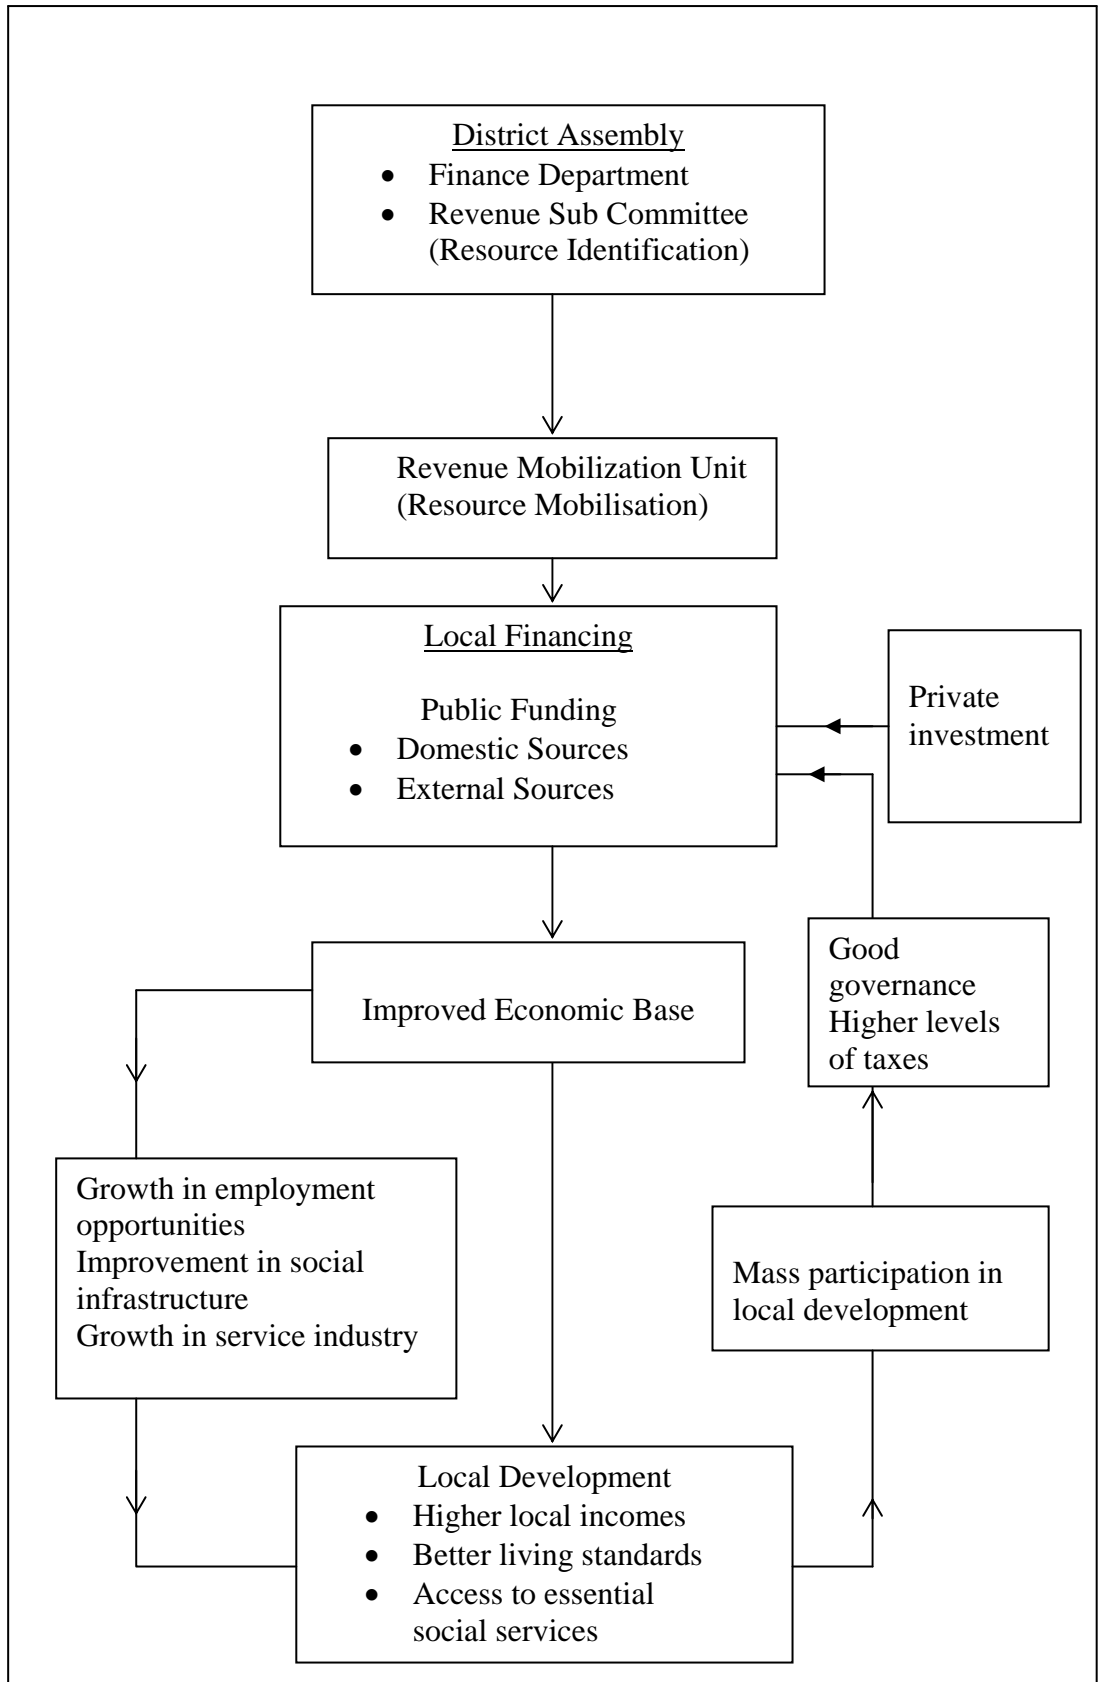 District Assembly
• Finance Department
• Revenue Sub Committee
(Resource Identification)
Revenue Mobilization Unit
(Resource Mobilisation)
Local Financing
Public Funding
• Domestic Sources
• External Sources
Private
investment
Improved Economic Base
Good
governance
Higher levels
of taxes
Growth in employment
opportunities
Improvement in social
infrastructure
Growth in service industry
Mass participation in
local development
Local Development
• Higher local incomes
• Better living standards
• Access to essential
social services